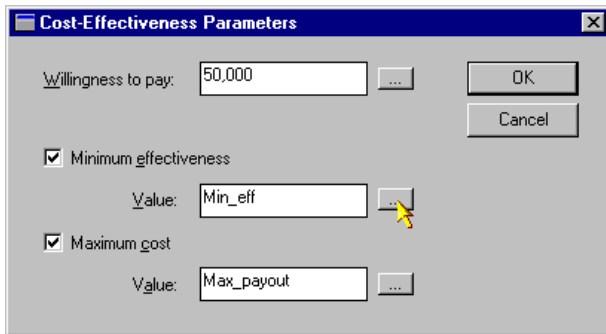 Cost-Effectiveness Parameters
Willingness to pay: 50,000 ... OK
Cancel
Minimum effectiveness
Value: Min_eff ...
Maximum cost
Value: Max_payout ...